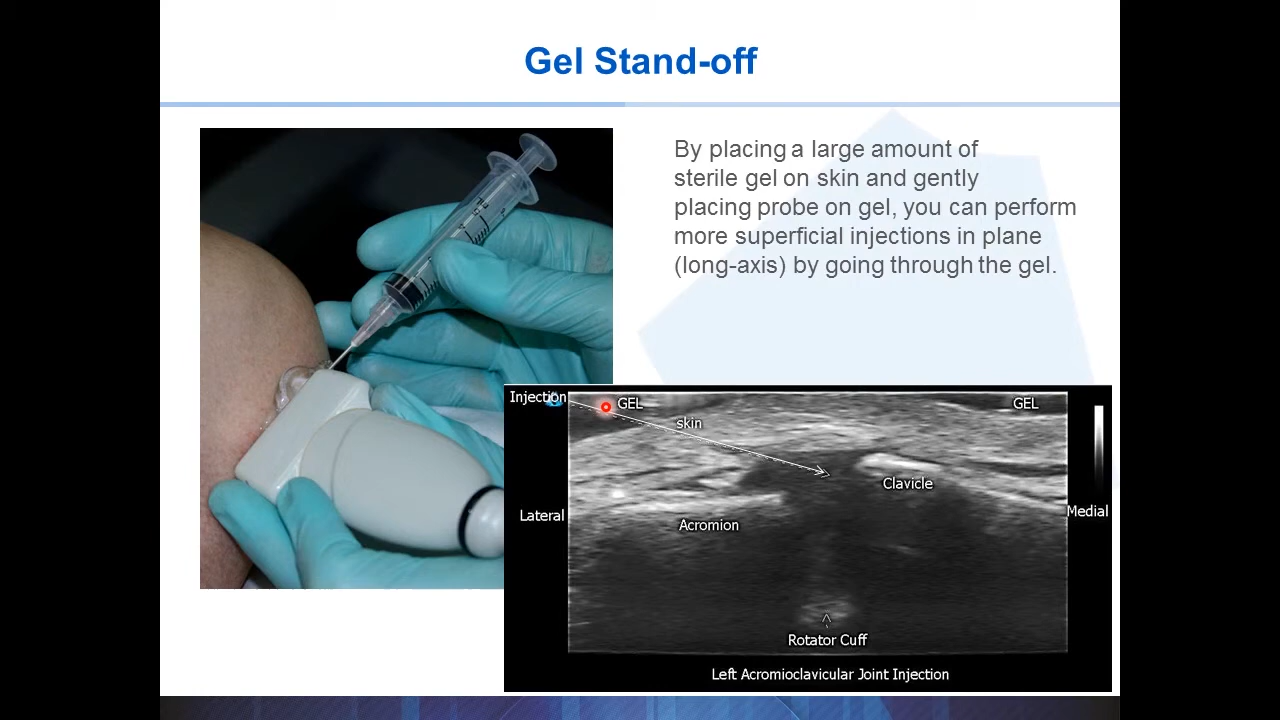 Gel Stand-off
By placing a large amount of
sterile gel on skin and gently
placing probe on gel, you can perform
more superficial injections in plane
(long-axis) by going through the gel.
Injection
GEL
GEL
skin
Clavicle
Lateral
Acromion
Medial
Rotator Cuff
Left Acromioclavicular Joint Injection